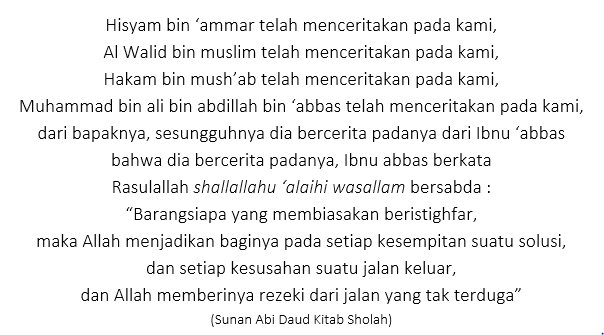 Hisyam bin ‘ammar telah menceritakan pada kami,
Al Walid bin muslim telah menceritakan pada kami,
Hakam bin mush’ab telah menceritakan pada kami,
Muhammad bin ali bin abdillah bin ‘abbas telah menceritakan pada kami,
dari bapaknya, sesungguhnya dia bercerita padanya dari Ibnu ‘abbas
bahwa dia bercerita padanya, Ibnu abbas berkata
Rasulallah shallallahu ‘alaihi wasallam bersabda :
“Barangsiapa yang membiasakan beristighfar,
maka Allah menjadikan baginya pada setiap kesempitan suatu solusi,
dan setiap kesusahan suatu jalan keluar,
dan Allah memberinya rezeki dari jalan yang tak terduga”
(Sunan Abi Daud Kitab Sholah)